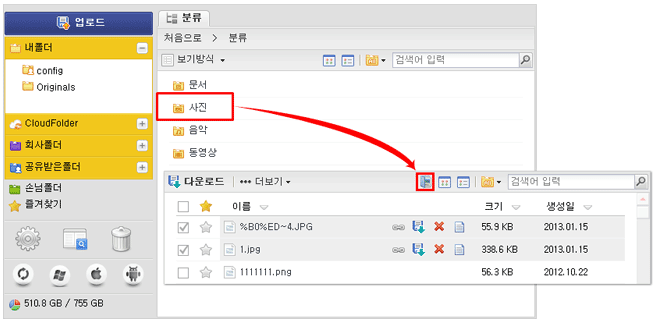 업로드
내폴더
config
Originals
CloudFolder
회사폴더
공유받은폴더
손님폴더
즐겨찾기
510.8 GB / 755 GB
분류
처음으로 > 분류
보기방식
검색어 입력
문서
사진
음악
동영상
다운로드 ••• 더보기
검색어 입력
이름 크기 생성일
%B0%ED~4.JPG 55.9 KB 2013.01.15
1.jpg 338.6 KB 2013.01.15
1111111.png 56.3 KB 2012.10.22